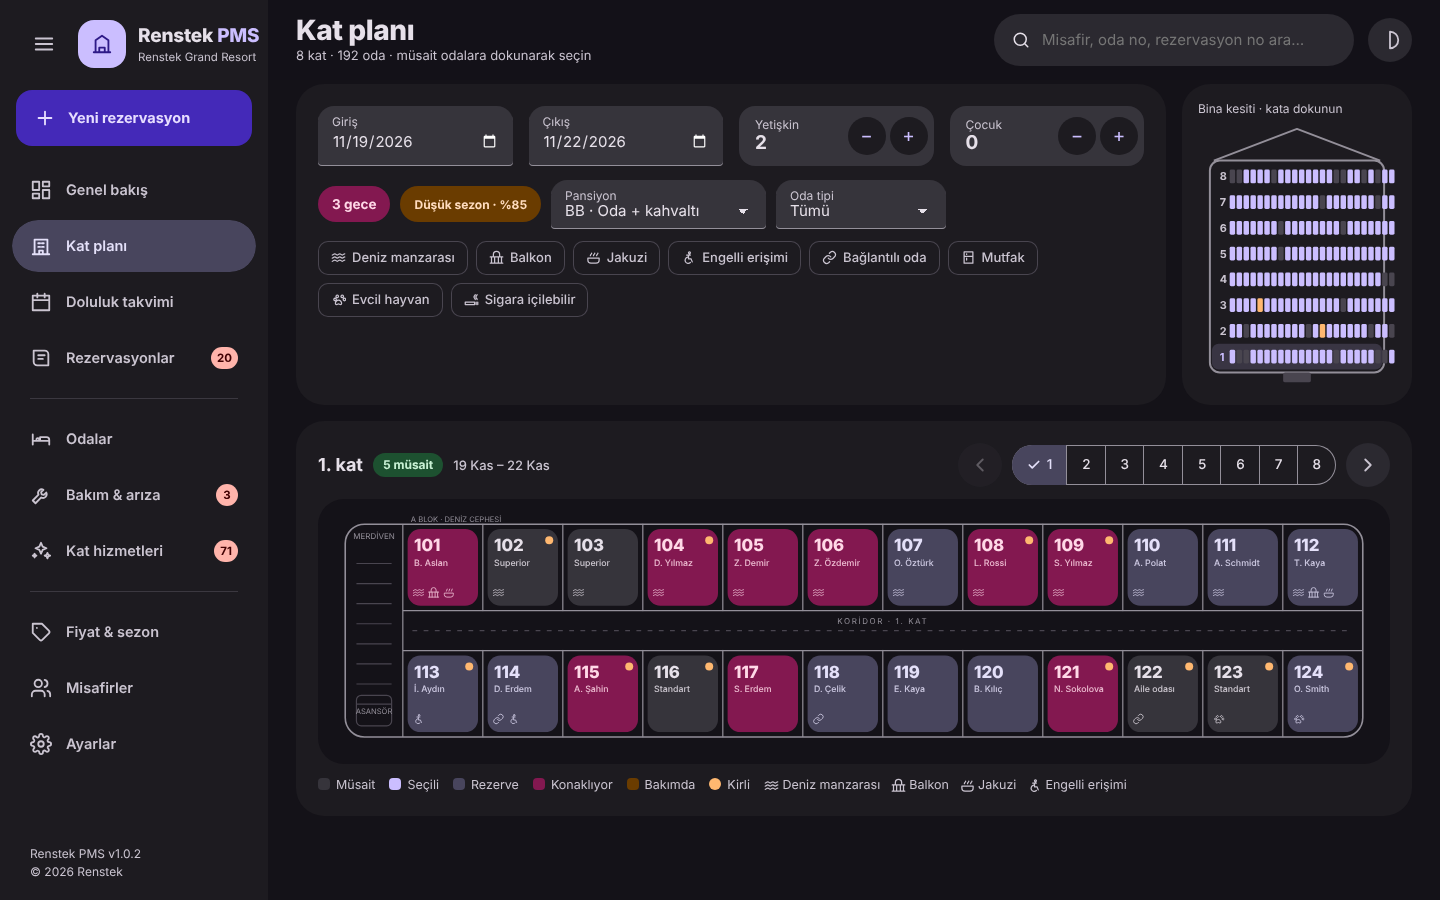 Renstek PMS
Renstek Grand Resort
Yeni rezervasyon
Genel bakış
Kat planı
Doluluk takvimi
Rezervasyonlar 20
Odalar
Bakım & arıza 3
Kat hizmetleri 71
Fiyat & sezon
Misafirler
Ayarlar
Renstek PMS v1.0.2
© 2026 Renstek
Kat planı
8 kat · 192 oda · müsait odalara dokunarak seçin
Misafir, oda no, rezervasyon no ara...
Giriş
11/19/2026
Çıkış
11/22/2026
Yetişkin
2
Çocuk
0
3 gece
Düşük sezon · %85
Pansiyon
BB · Oda + kahvaltı
Oda tipi
Tümü
Deniz manzarası
Balkon
Jakuzi
Engelli erişimi
Bağlantılı oda
Mutfak
Evcil hayvan
Sigara içilebilir
Bina kesiti · kata dokunun
8
7
6
5
4
3
2
1
1. kat 5 müsait 19 Kas – 22 Kas
1 2 3 4 5 6 7 8
A BLOK · DENİZ CEPHESİ
MERDİVEN
101
B. Aslan
102
Superior
103
Superior
104
D. Yılmaz
105
Z. Demir
106
Z. Özdemir
107
O. Öztürk
108
L. Rossi
109
S. Yılmaz
110
A. Polat
111
A. Schmidt
112
T. Kaya
KORİDOR · 1. KAT
ASANSÖR
113
İ. Aydın
114
D. Erdem
115
A. Şahin
116
Standart
117
S. Erdem
118
D. Çelik
119
E. Kaya
120
B. Kılıç
121
N. Sokolova
122
Aile odası
123
Standart
124
O. Smith
Müsait Seçili Rezerve Konaklıyor Bakımda Kirli Deniz manzarası Balkon Jakuzi Engelli erişimi